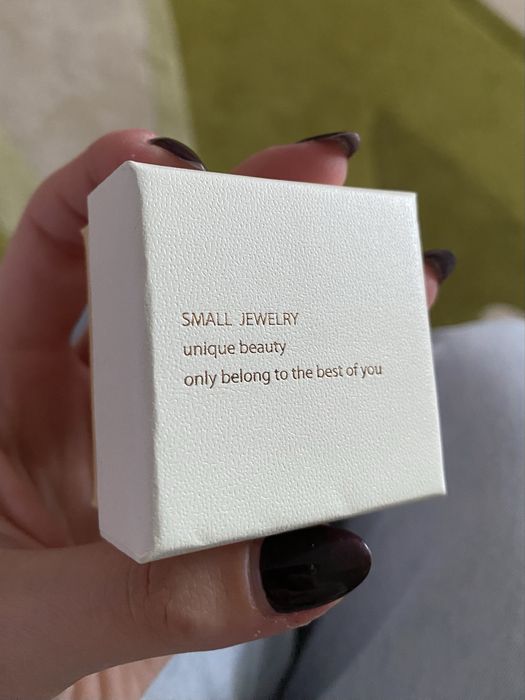 SMALL JEWELRY
unique beauty
only belong to the best of you